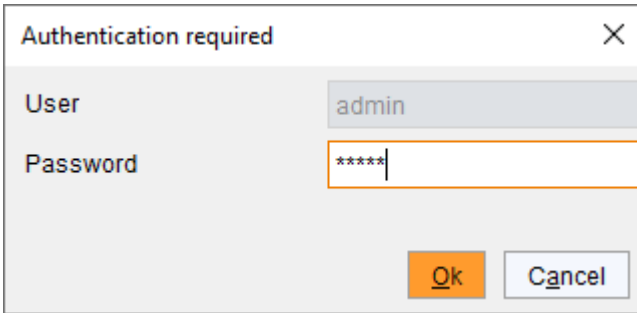 Authentication required
User admin
Password *****
Ok Cancel